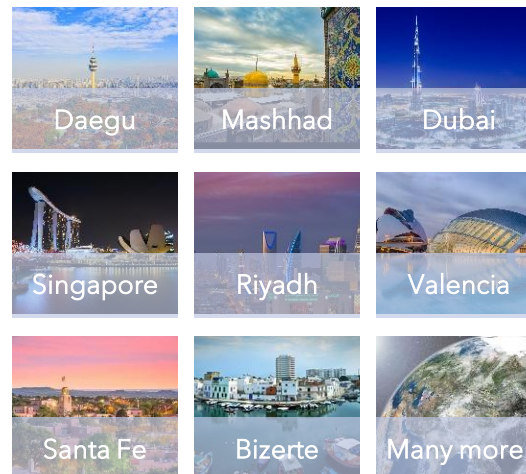 Daegu
Mashhad
Dubai
Singapore
Riyadh
Valencia
Santa Fe
Bizerte
Many more